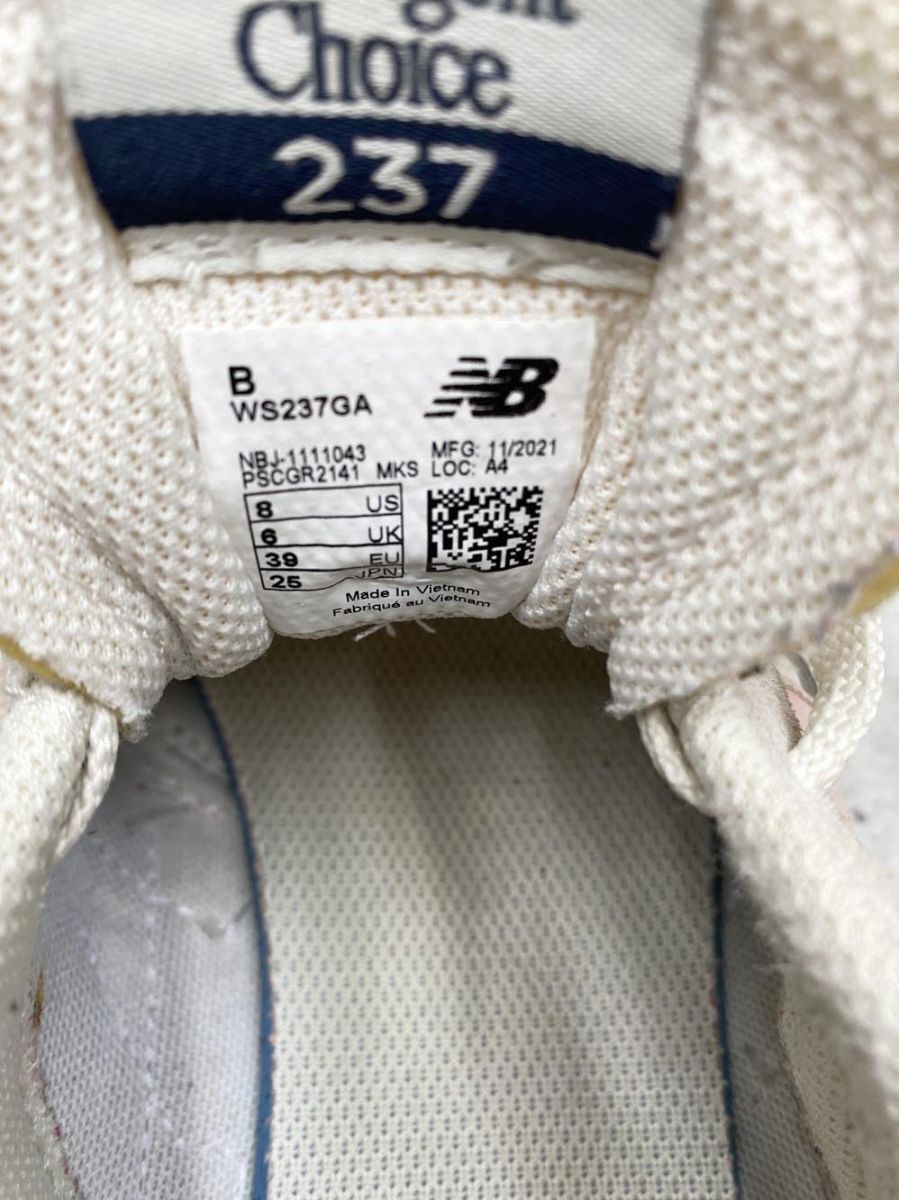 Choice
237
B
WS237GA
NB
NBJ-1111043
PSCGR2141 MKS
MFG: 11/2021
LOC: A4
8 US
6 UK
39 EU
25 JPN
Made In Vietnam
Fabriqué au Vietnam